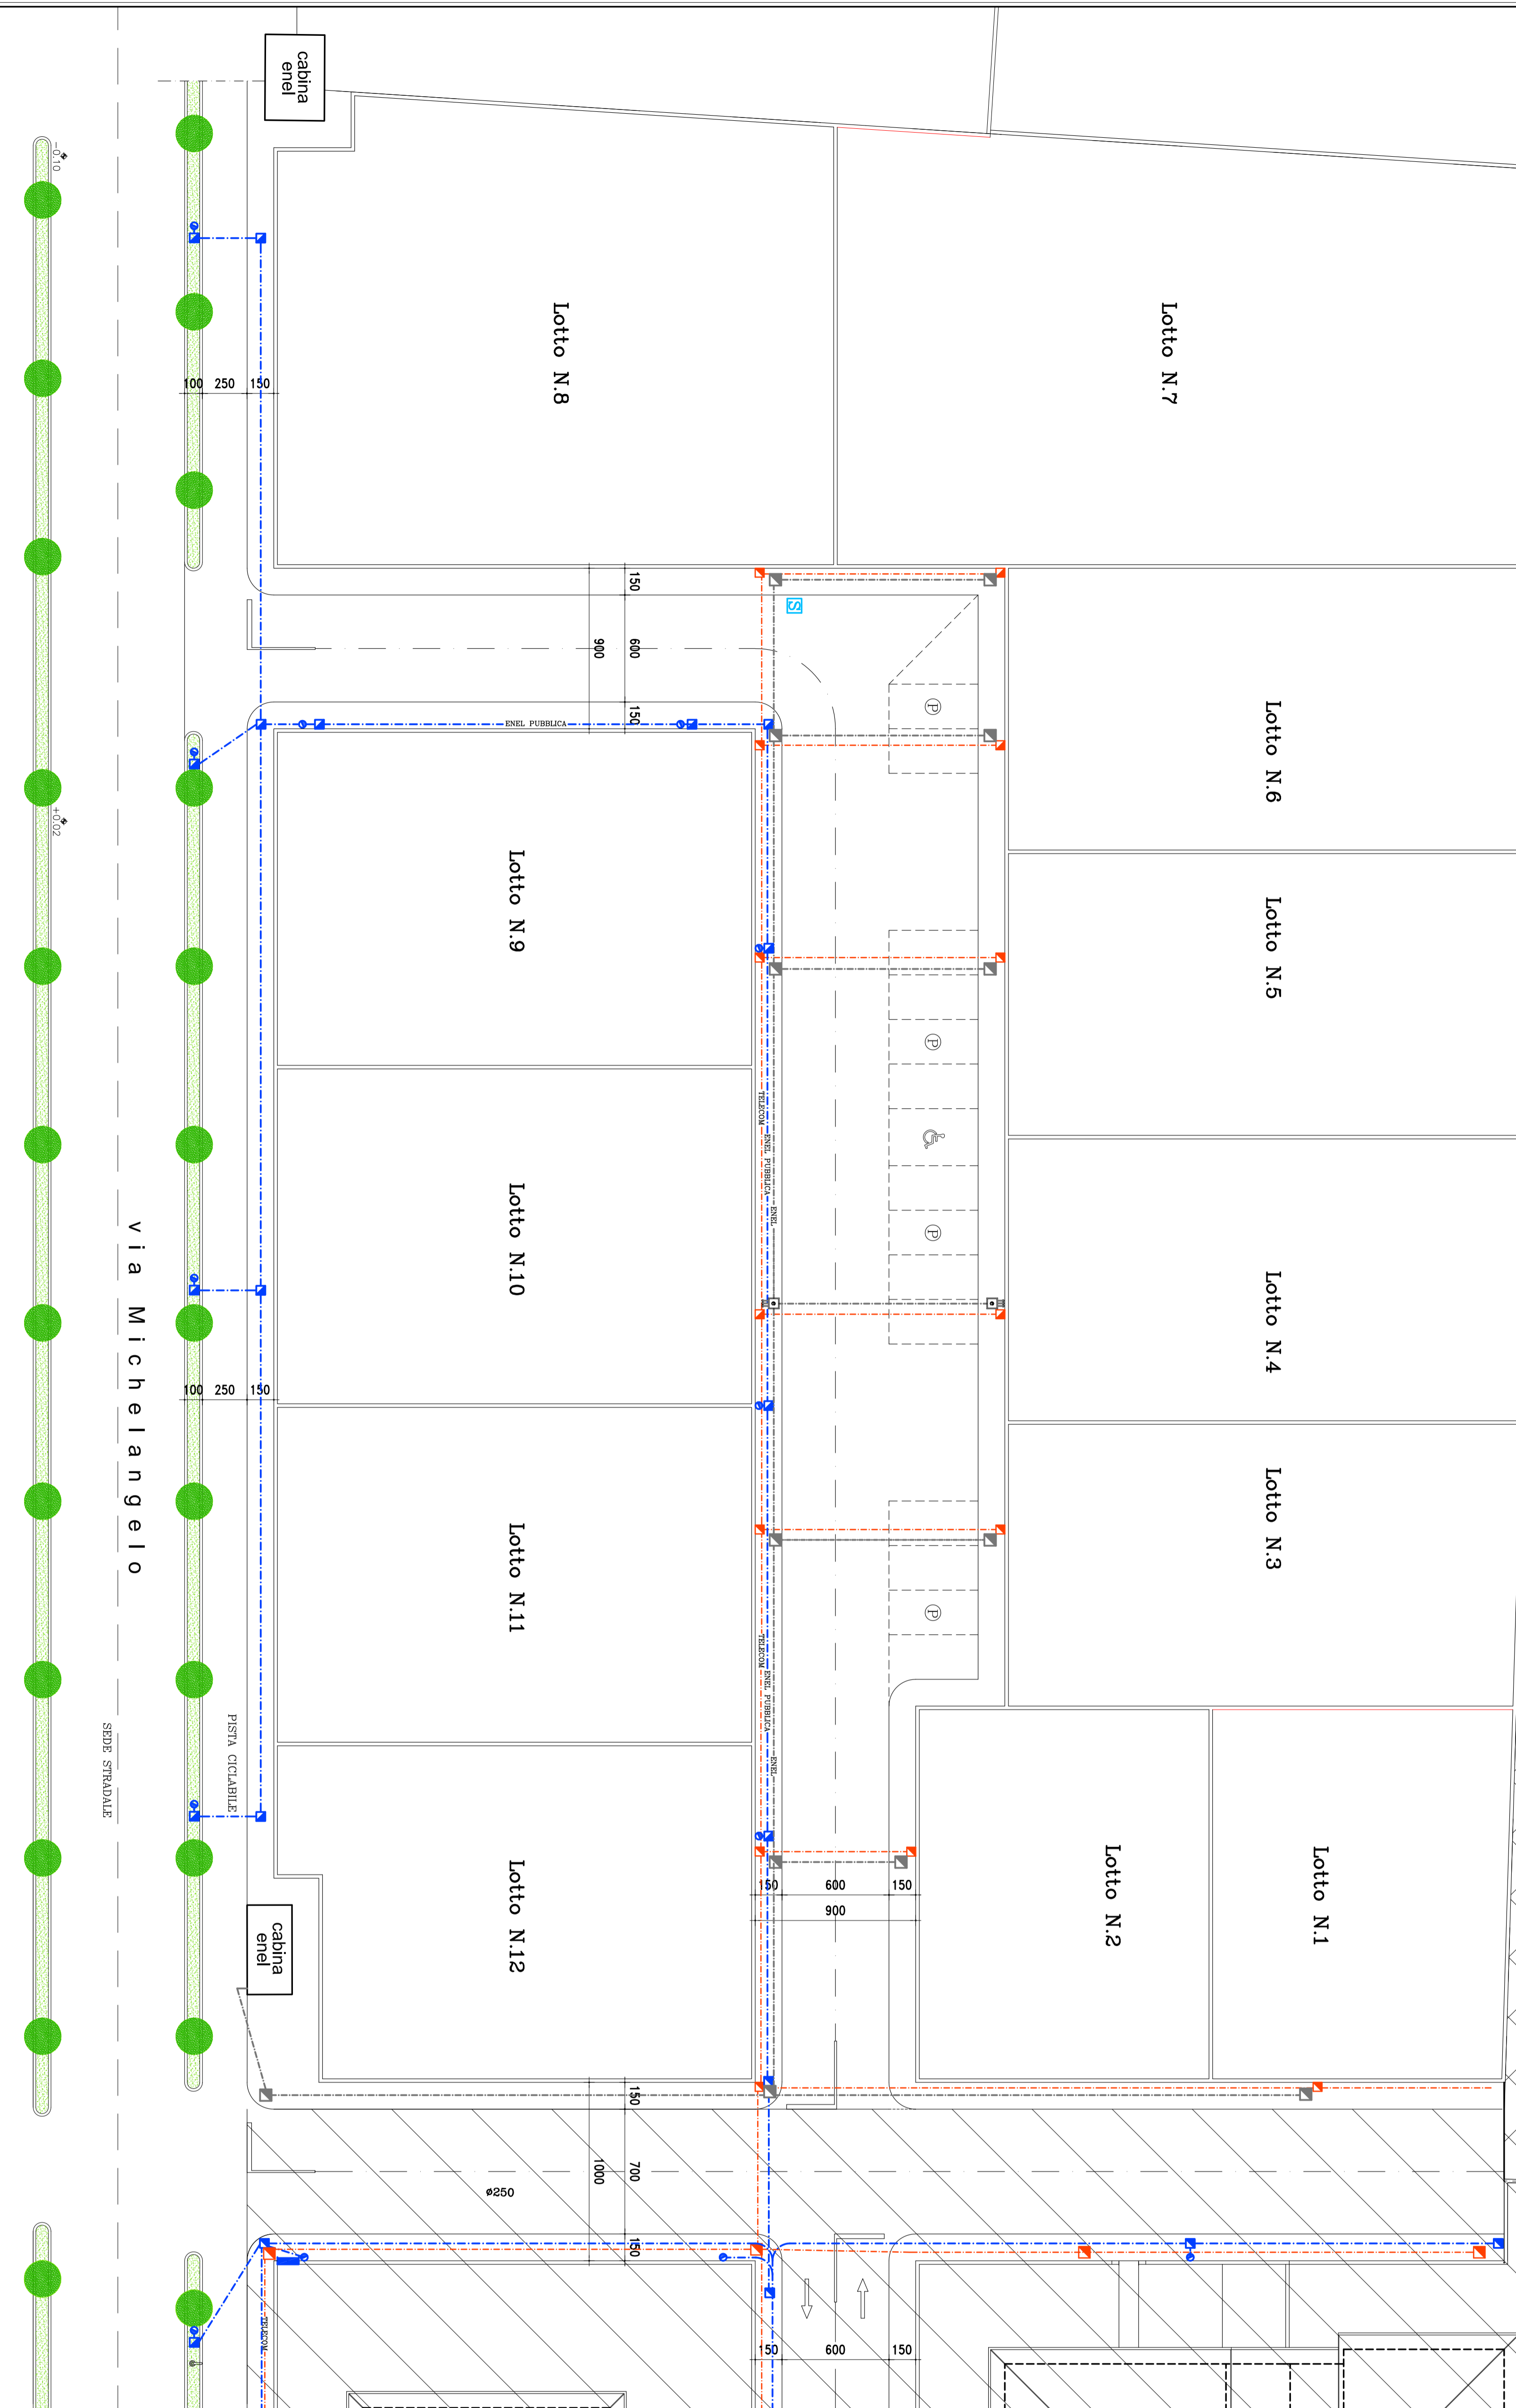 cabina
enel
-0.10
Lotto N.8
Lotto N.7
100 250 150
150
600
900
150
S
P
ENEL PUBBLICA
Lotto N.6
+0.02
Lotto N.9
Lotto N.5
P
TELECOM
ENEL PUBBLICA
ENEL
Lotto N.10
P
Lotto N.4
via Michelangelo
100 250 150
Lotto N.11
Lotto N.3
P
TELECOM
ENEL PUBBLICA
ENEL
PISTA CICLABILE
SEDE STRADALE
Lotto N.12
Lotto N.2
Lotto N.1
150 600 150
900
cabina
enel
150
700
1000
ø250
150
TELECOM
150 600 150